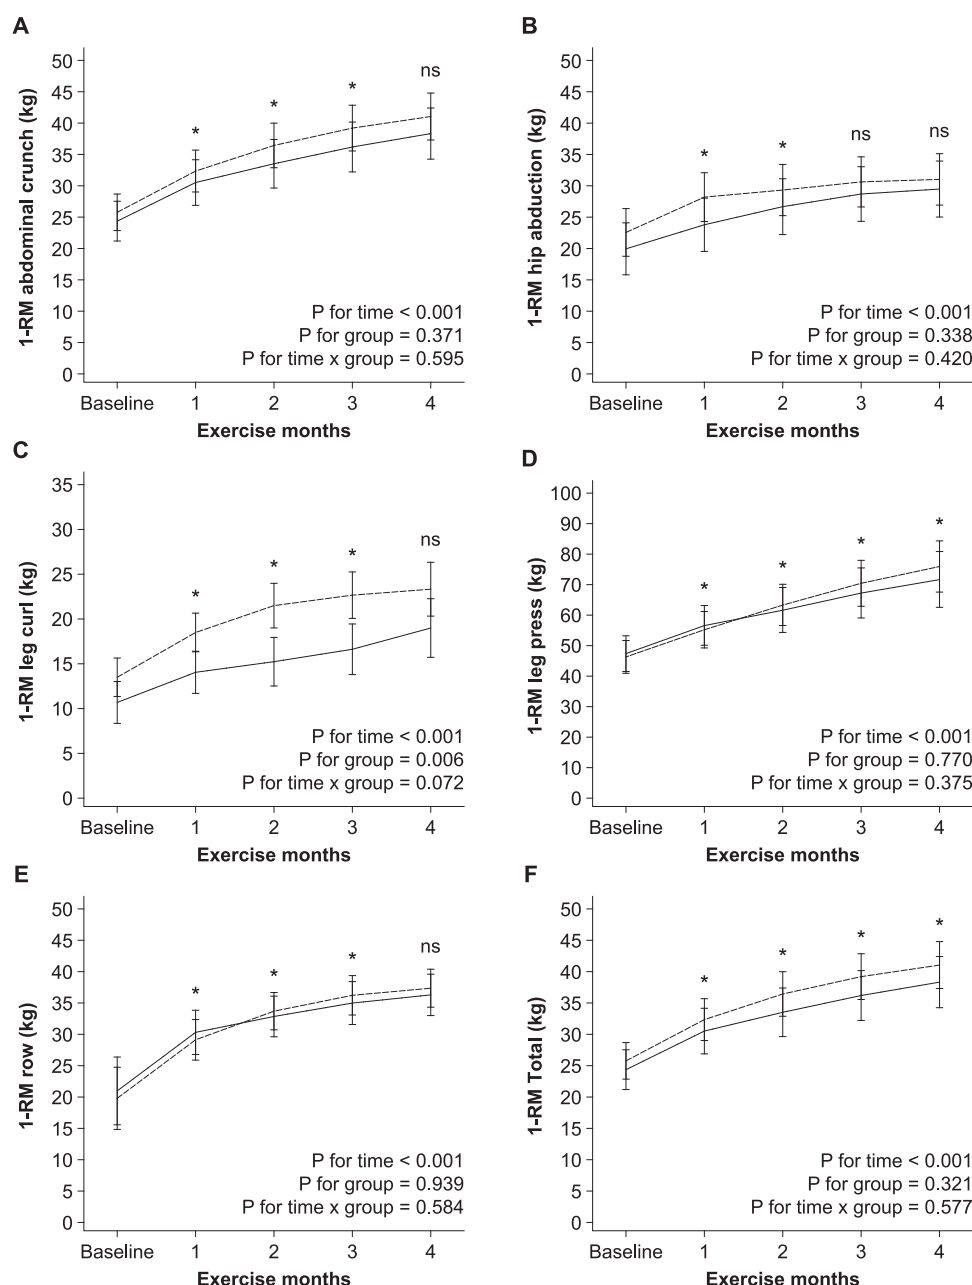 A
1-RM abdominal crunch (kg)
50
45
40
35
30
25
20
15
10
5
0
*
*
*
ns
P for time < 0.001
P for group = 0.371
P for time x group = 0.595
Baseline 1 2 3 4
Exercise months
B
1-RM hip abduction (kg)
50
45
40
35
30
25
20
15
10
5
0
*
*
ns
ns
P for time < 0.001
P for group = 0.338
P for time x group = 0.420
Baseline 1 2 3 4
Exercise months
C
1-RM leg curl (kg)
35
30
25
20
15
10
5
0
*
*
*
ns
P for time < 0.001
P for group = 0.006
P for time x group = 0.072
Baseline 1 2 3 4
Exercise months
D
1-RM leg press (kg)
100
90
80
70
60
50
40
30
20
10
0
*
*
*
*
P for time < 0.001
P for group = 0.770
P for time x group = 0.375
Baseline 1 2 3 4
Exercise months
E
1-RM row (kg)
50
45
40
35
30
25
20
15
10
5
0
*
*
*
ns
P for time < 0.001
P for group = 0.939
P for time x group = 0.584
Baseline 1 2 3 4
Exercise months
F
1-RM Total (kg)
50
45
40
35
30
25
20
15
10
5
0
*
*
*
*
P for time < 0.001
P for group = 0.321
P for time x group = 0.577
Baseline 1 2 3 4
Exercise months